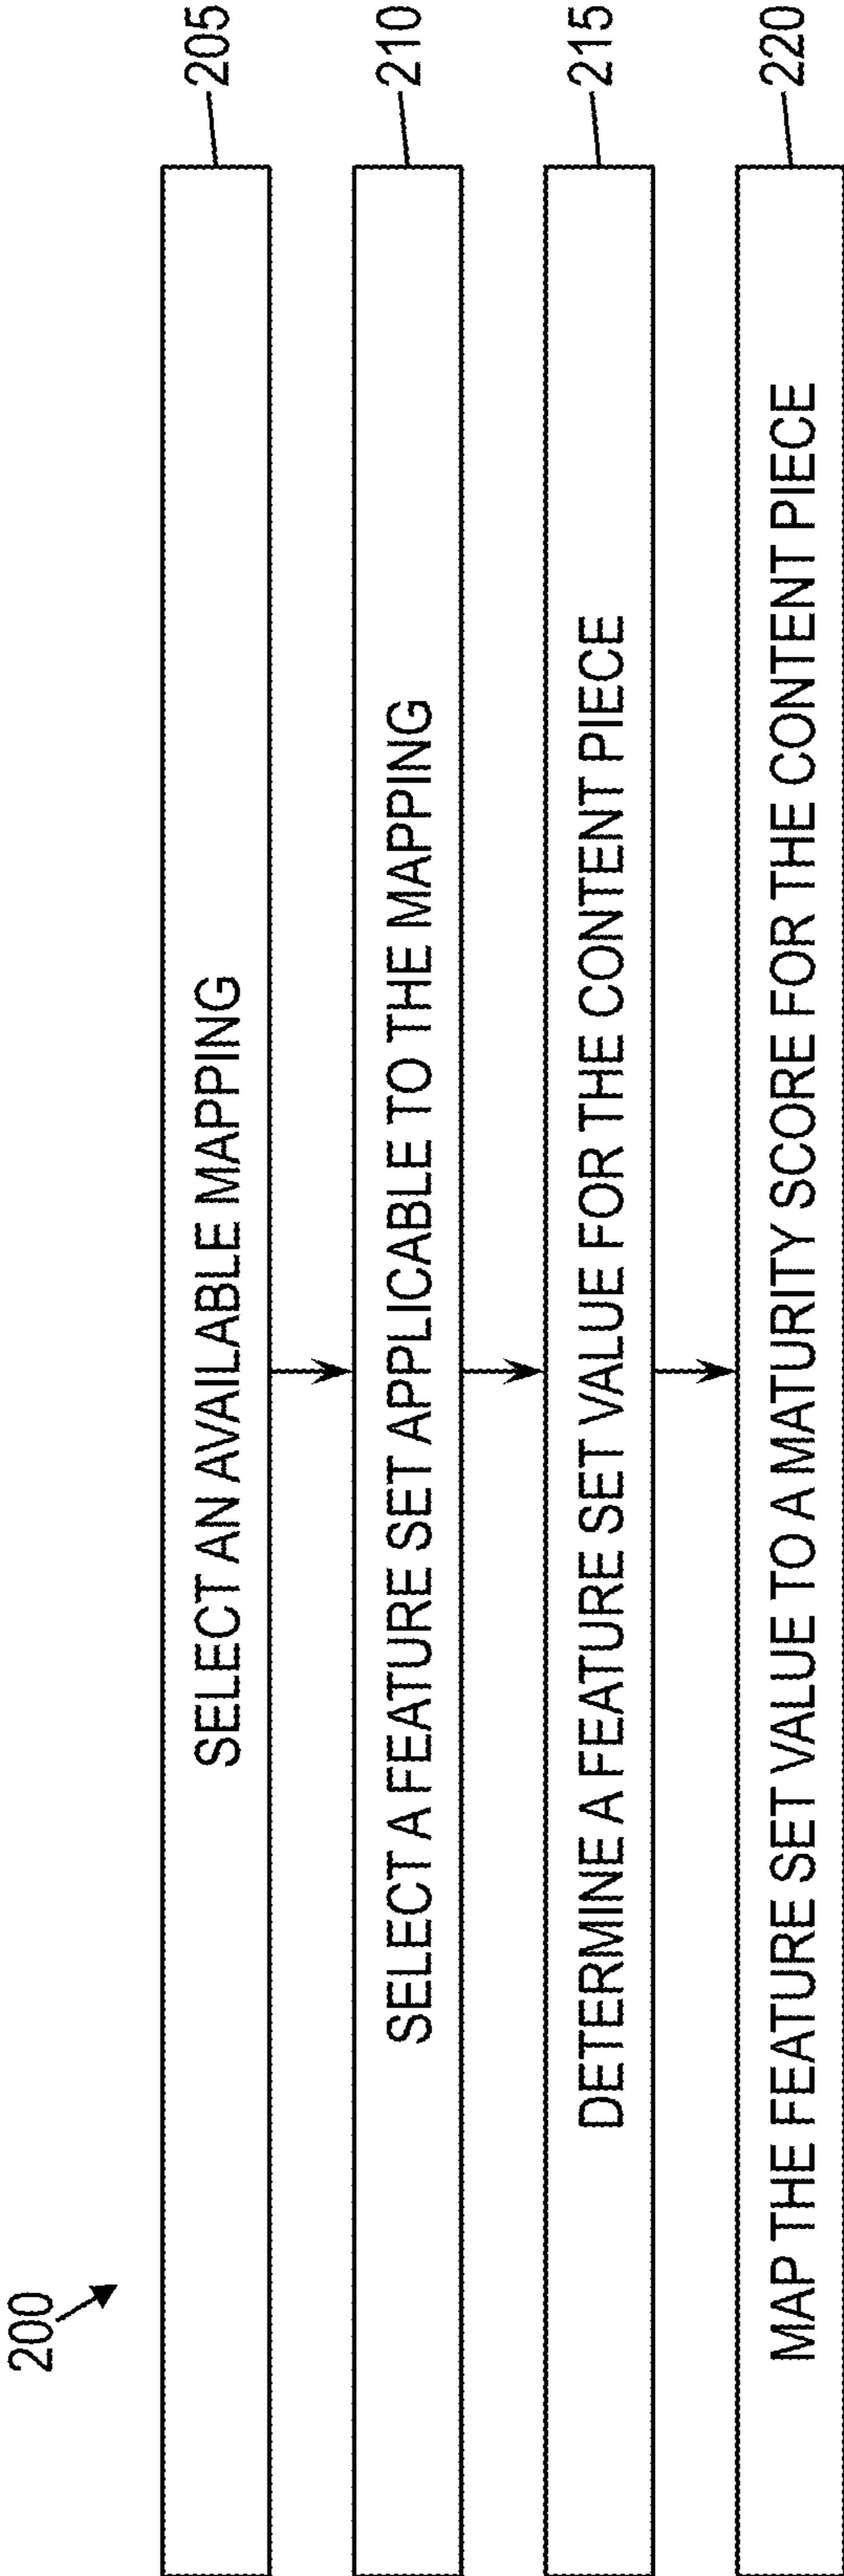 200
SELECT AN AVAILABLE MAPPING
205
SELECT A FEATURE SET APPLICABLE TO THE MAPPING
210
DETERMINE A FEATURE SET VALUE FOR THE CONTENT PIECE
215
MAP THE FEATURE SET VALUE TO A MATURITY SCORE FOR THE CONTENT PIECE
220